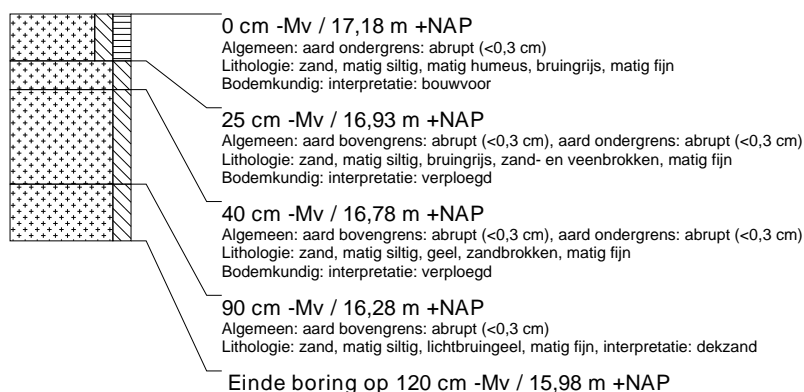 0 cm -Mv / 17,18 m +NAP
Algemeen: aard ondergrens: abrupt (<0,3 cm)
Lithologie: zand, matig siltig, matig humeus, bruingrijs, matig fijn
Bodemkundig: interpretatie: bouwvoor
25 cm -Mv / 16,93 m +NAP
Algemeen: aard bovengrens: abrupt (<0,3 cm), aard ondergrens: abrupt (<0,3 cm)
Lithologie: zand, matig siltig, bruingrijs, zand- en veenbrokken, matig fijn
Bodemkundig: interpretatie: verploegd
40 cm -Mv / 16,78 m +NAP
Algemeen: aard bovengrens: abrupt (<0,3 cm), aard ondergrens: abrupt (<0,3 cm)
Lithologie: zand, matig siltig, geel, zandbrokken, matig fijn
Bodemkundig: interpretatie: verploegd
90 cm -Mv / 16,28 m +NAP
Algemeen: aard bovengrens: abrupt (<0,3 cm)
Lithologie: zand, matig siltig, lichtbruingeel, matig fijn, interpretatie: dekzand
Einde boring op 120 cm -Mv / 15,98 m +NAP